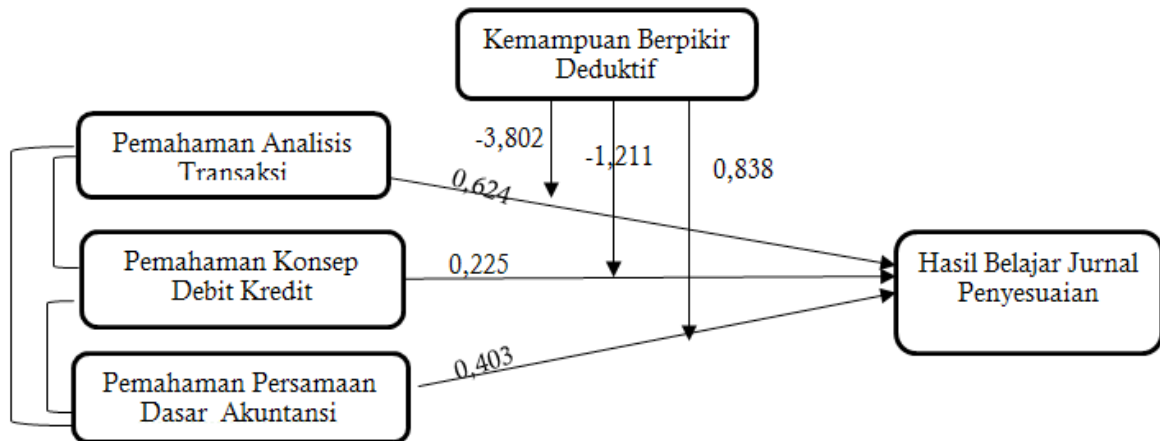 Kemampuan Berpikir
Deduktif
-3,802
-1,211
0,838
Pemahaman Analisis
Transaksi
0,624
Pemahaman Konsep
Debit Kredit
0,225
Hasil Belajar Jurnal
Penyesuaian
Pemahaman Persamaan
Dasar Akuntansi
0,403